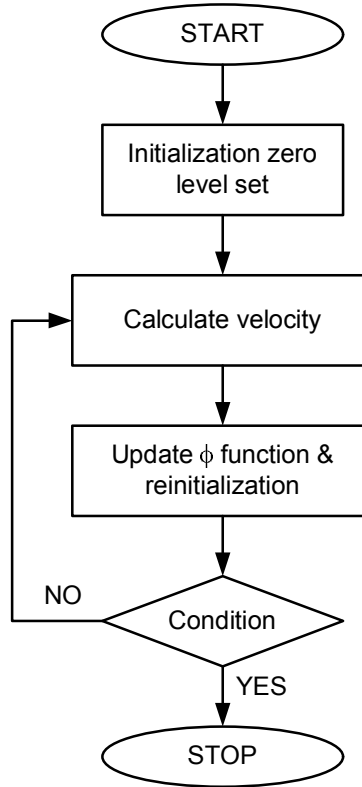 START
Initialization zero
level set
Calculate velocity
Update ϕ function &
reinitialization
Condition
NO
YES
STOP